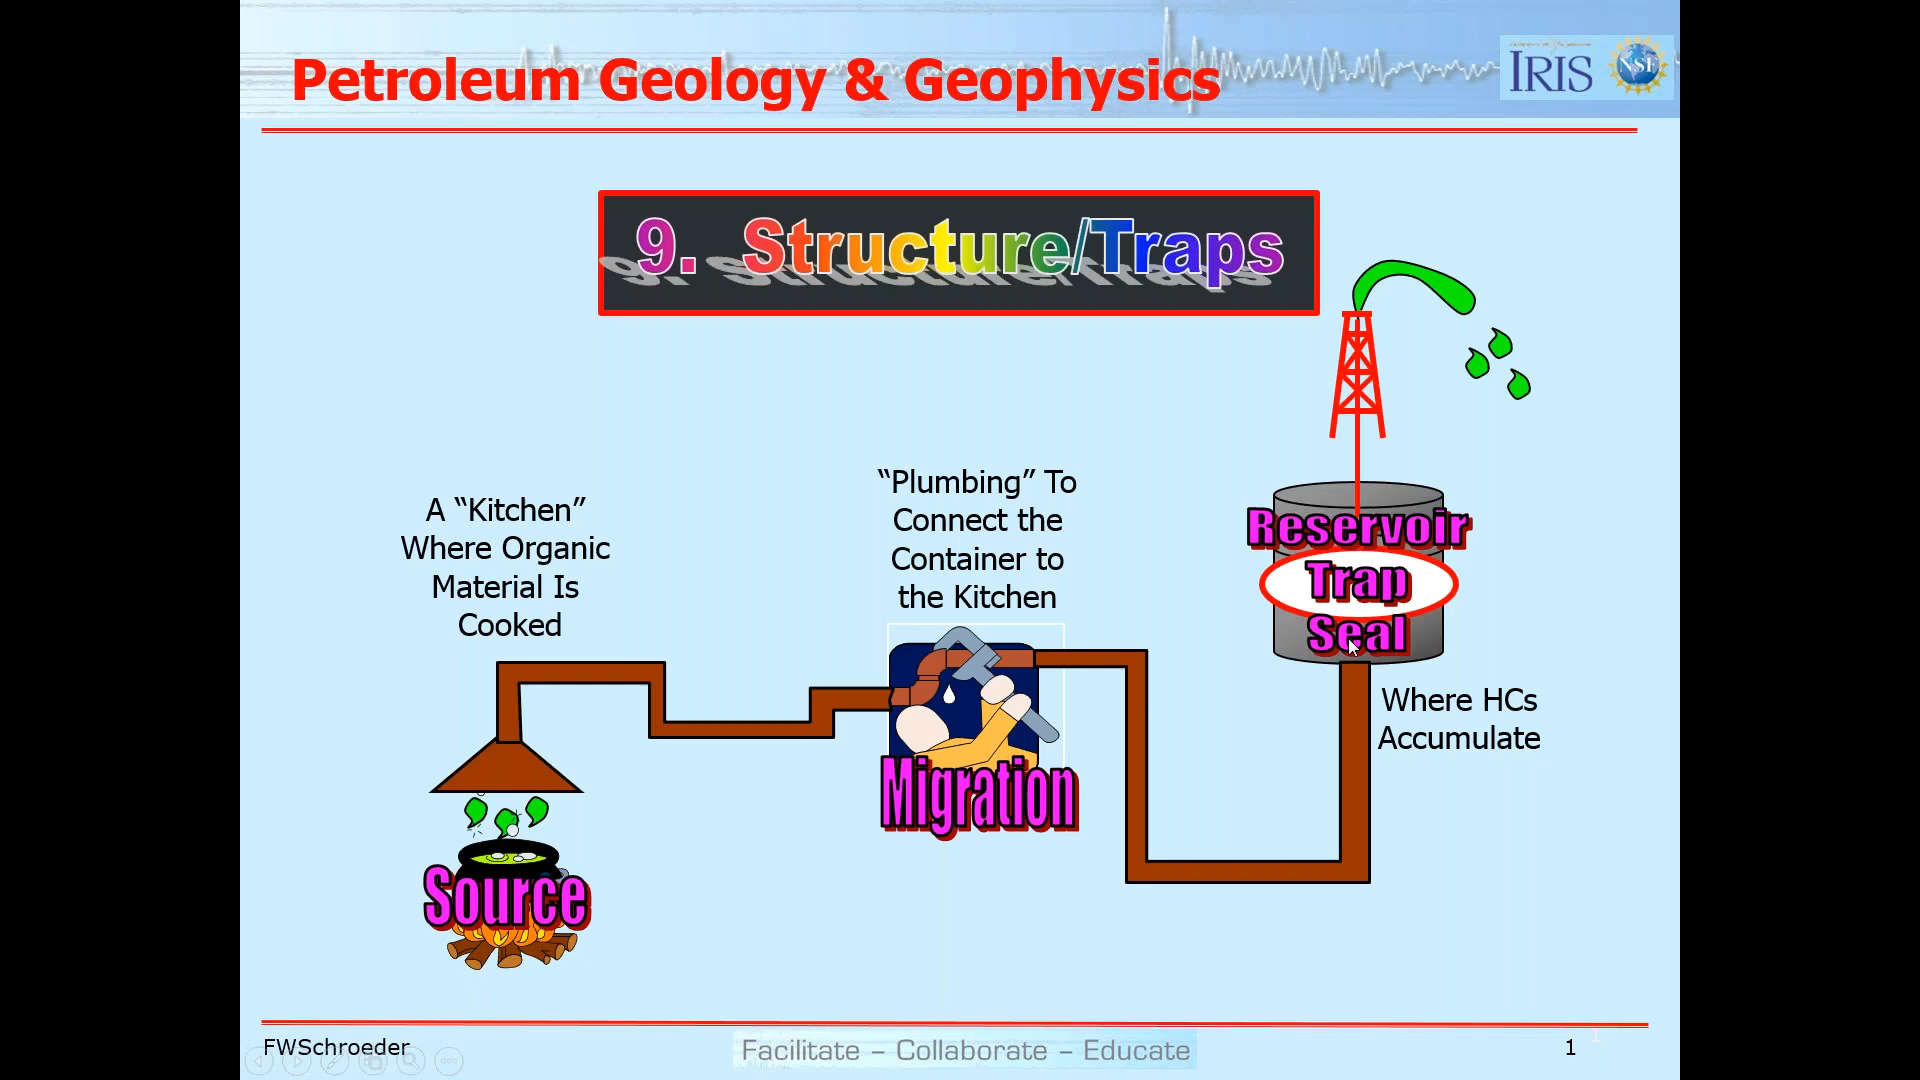 Petroleum Geology & Geophysics
IRIS
NSF
9. Structure/Traps
A “Kitchen”
Where Organic
Material Is
Cooked
“Plumbing” To
Connect the
Container to
the Kitchen
Reservoir
Trap
Seal
Where HCs
Accumulate
Migration
Source
FWSchroeder
Facilitate – Collaborate – Educate
1